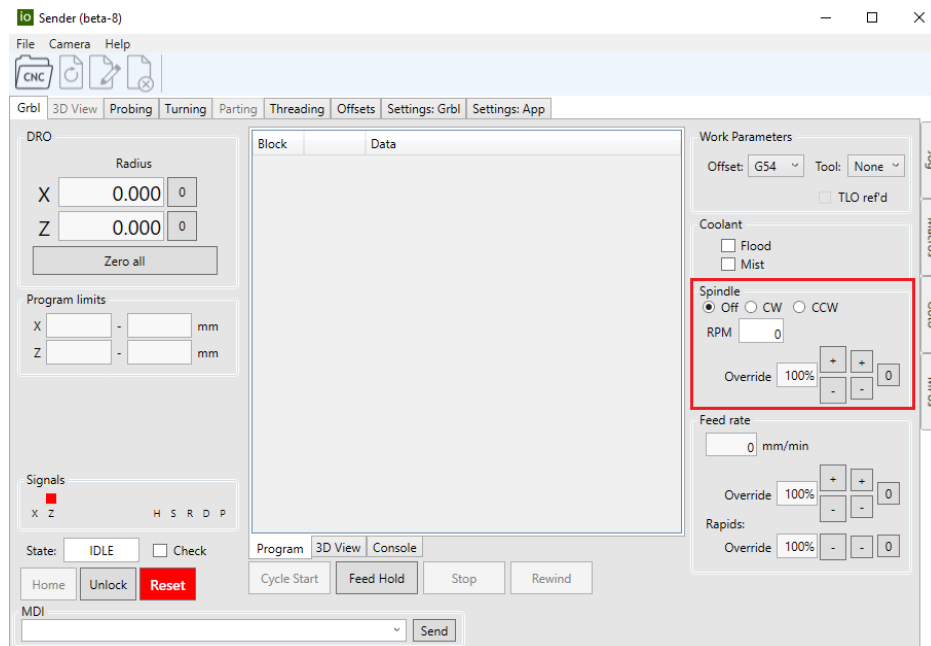 io Sender (beta-8)
File Camera Help
CNC
Grbl 3D View Probing Turning Parting Threading Offsets Settings: Grbl Settings: App
DRO
Radius
X 0.000 0
Z 0.000 0
Zero all
Program limits
X - mm
Z - mm
Signals
X Z H S R D P
State: IDLE Check
Home Unlock Reset
MDI
Send
Block Data
Program 3D View Console
Cycle Start Feed Hold Stop Rewind
Work Parameters
Offset: G54 Tool: None
TLO ref'd
Coolant
Flood
Mist
Spindle
Off CW CCW
RPM 0
Override 100% + + 0
- -
Feed rate
0 mm/min
Override 100% + + 0
- -
Rapids:
Override 100% - - 0
Jog
Macros
Goto